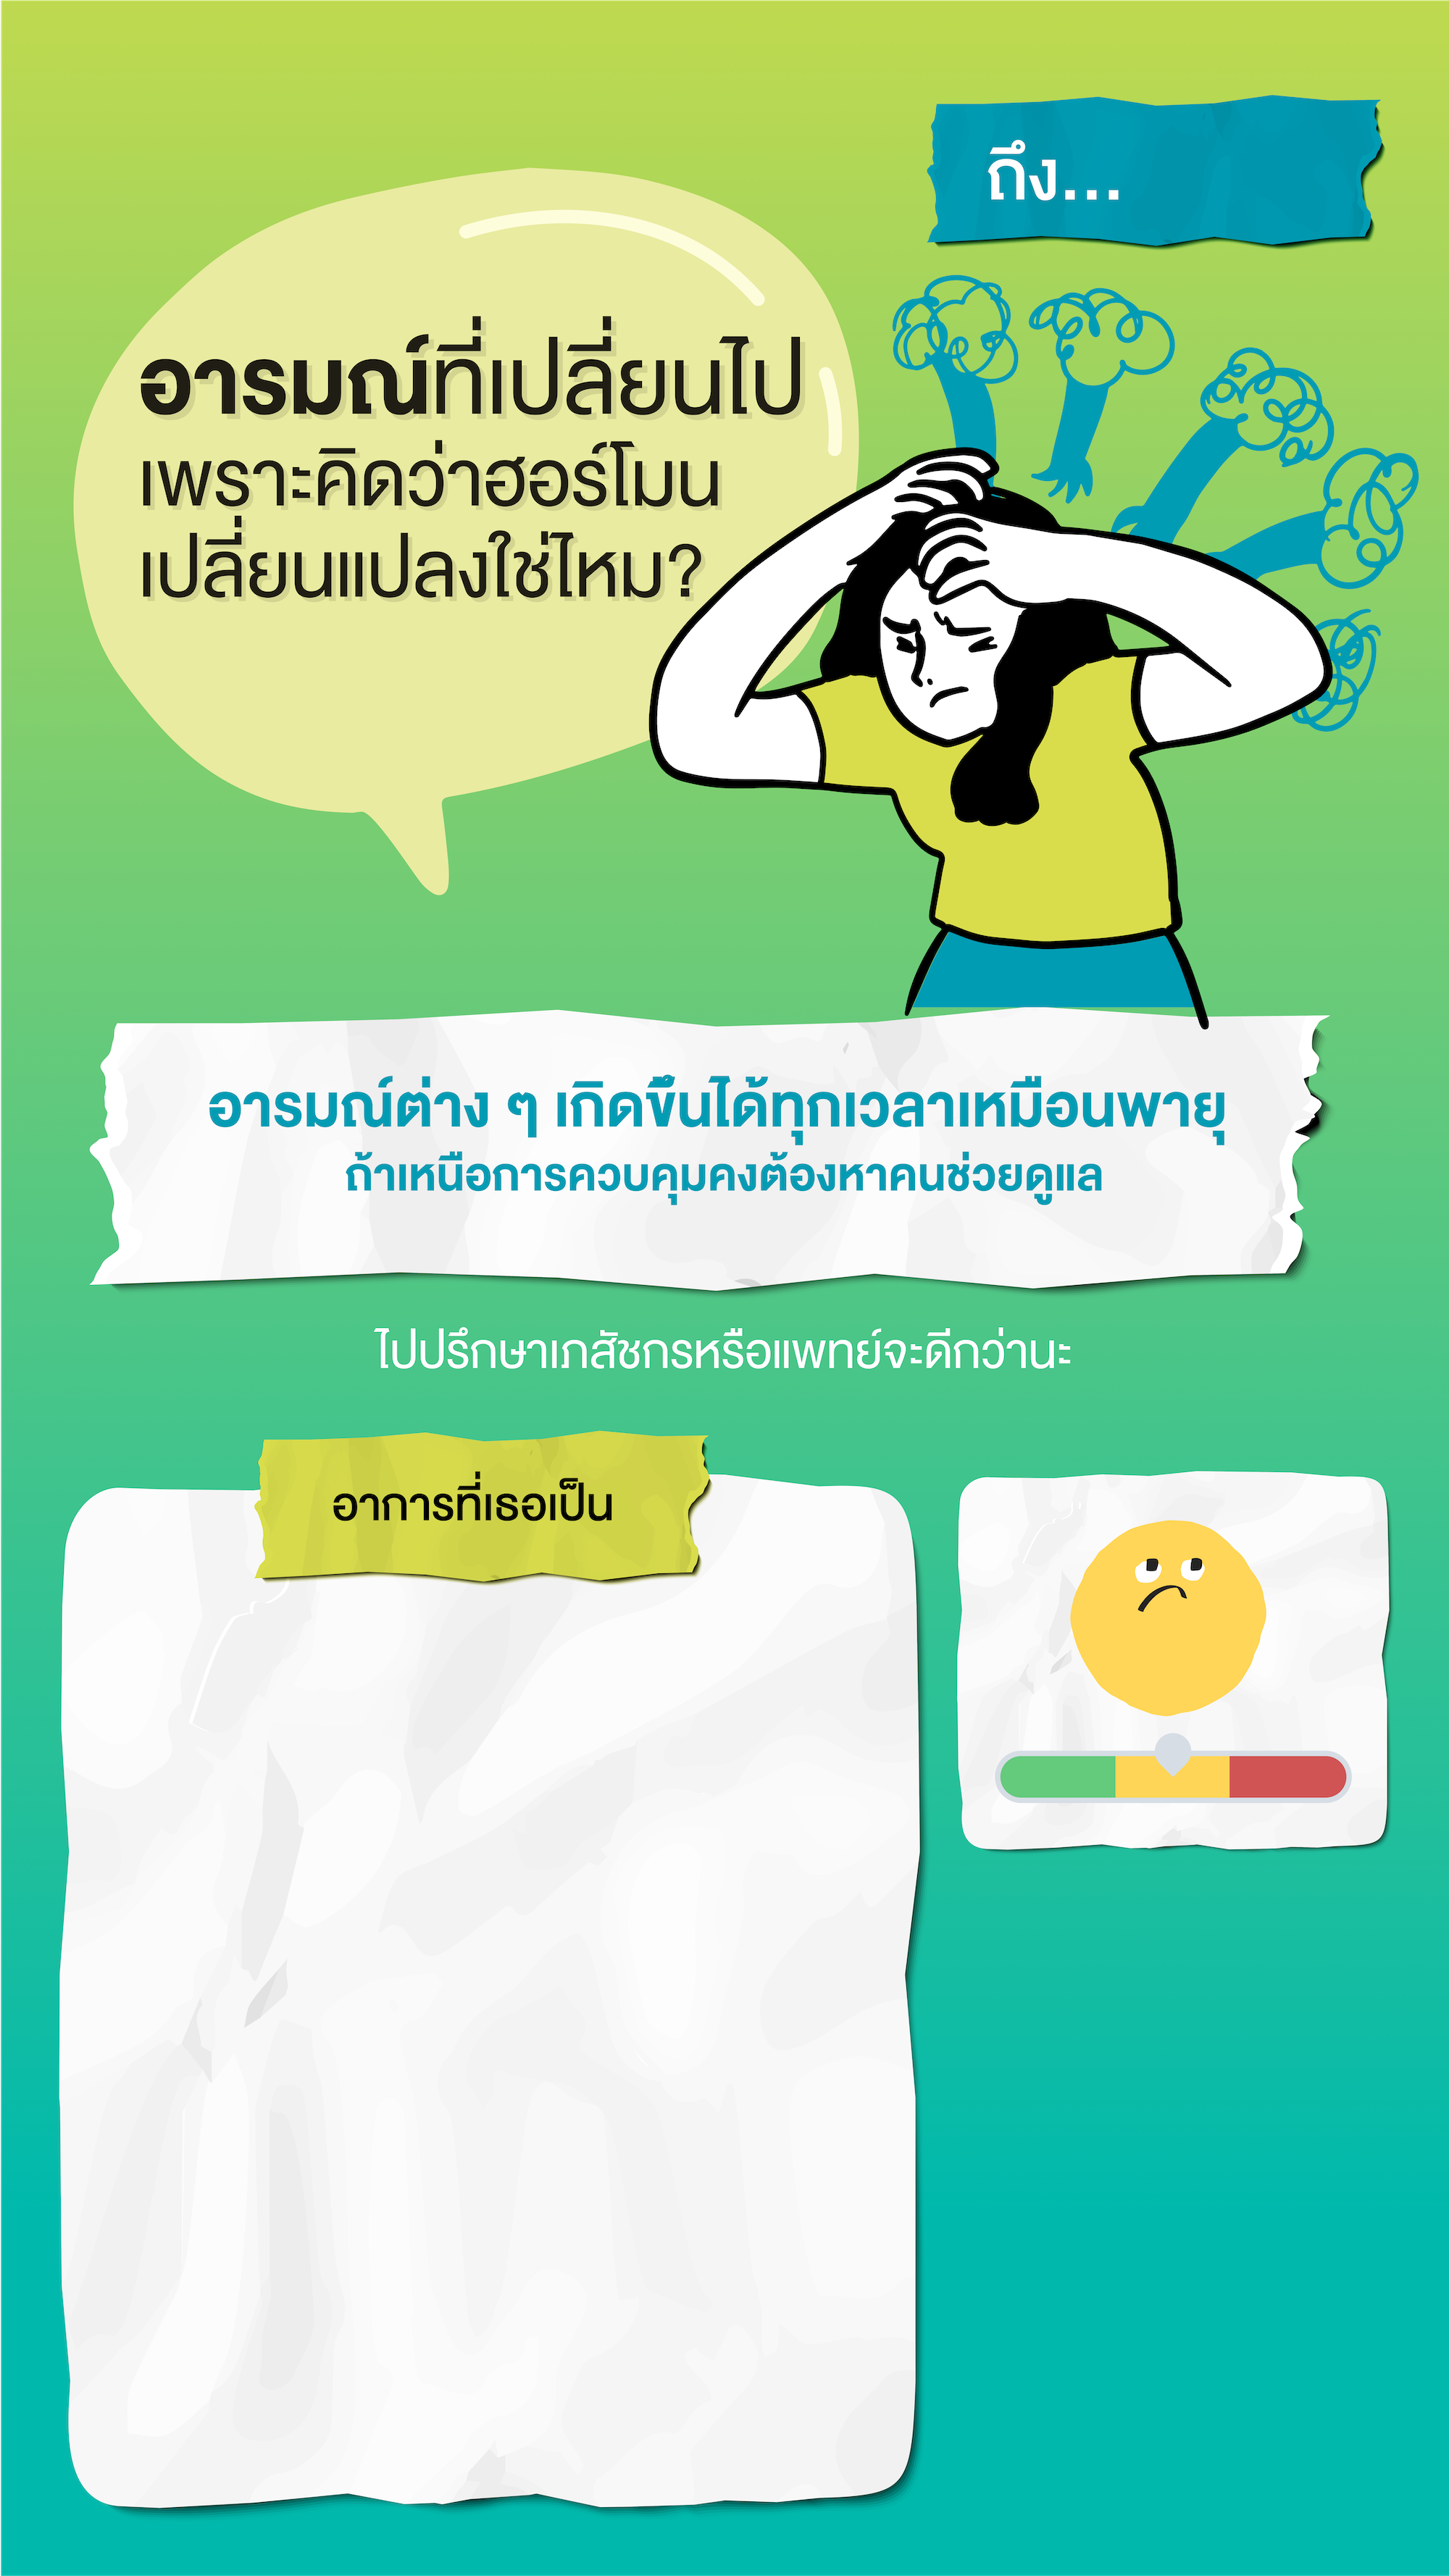 ถึง...
อารมณ์ที่เปลี่ยนไป
เพราะคิดว่าฮอร์โมน
เปลี่ยนแปลงใช่ไหม?
อารมณ์ต่าง ๆ เกิดขึ้นได้ทุกเวลาเหมือนพายุ
ถ้าเหนือการควบคุมคงต้องหาคนช่วยดูแล
ไปปรึกษาเภสัชกรหรือแพทย์จะดีกว่านะ
อาการที่เธอเป็น